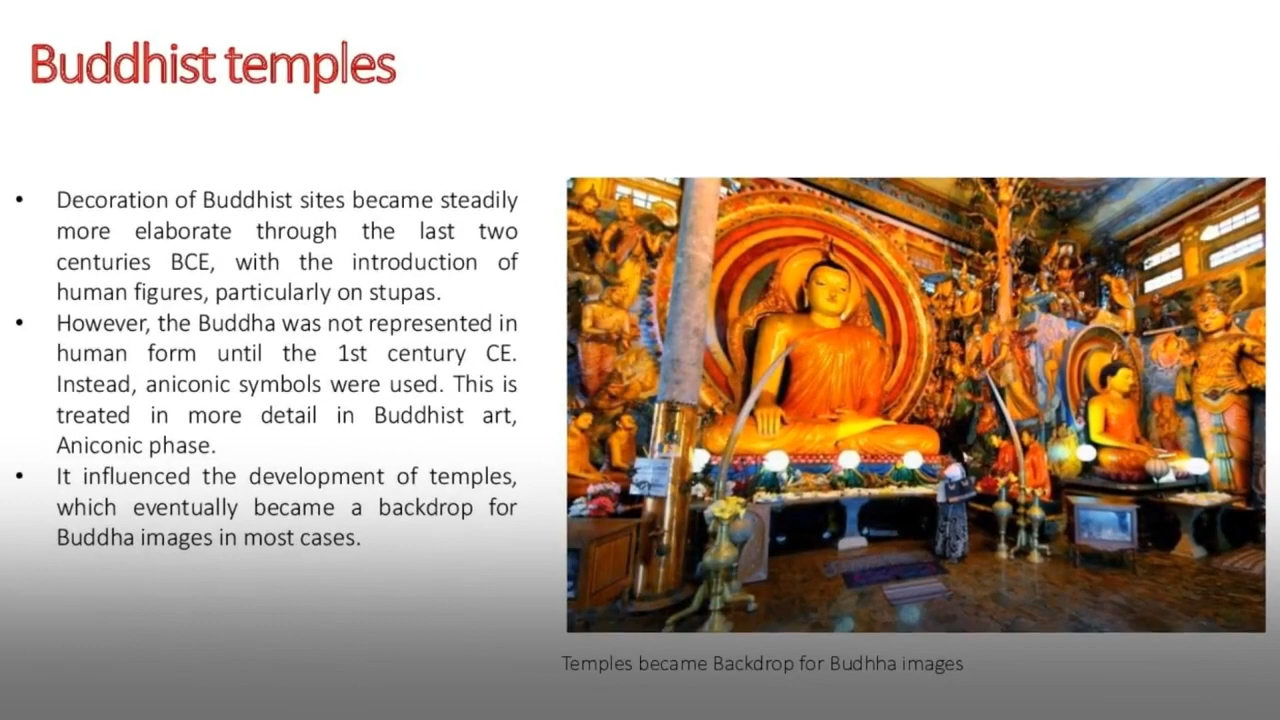 Buddhist temples
• Decoration of Buddhist sites became steadily
more elaborate through the last two
centuries BCE, with the introduction of
human figures, particularly on stupas.
• However, the Buddha was not represented in
human form until the 1st century CE.
Instead, aniconic symbols were used. This is
treated in more detail in Buddhist art,
Aniconic phase.
• It influenced the development of temples,
which eventually became a backdrop for
Buddha images in most cases.
Temples became Backdrop for Budhha images